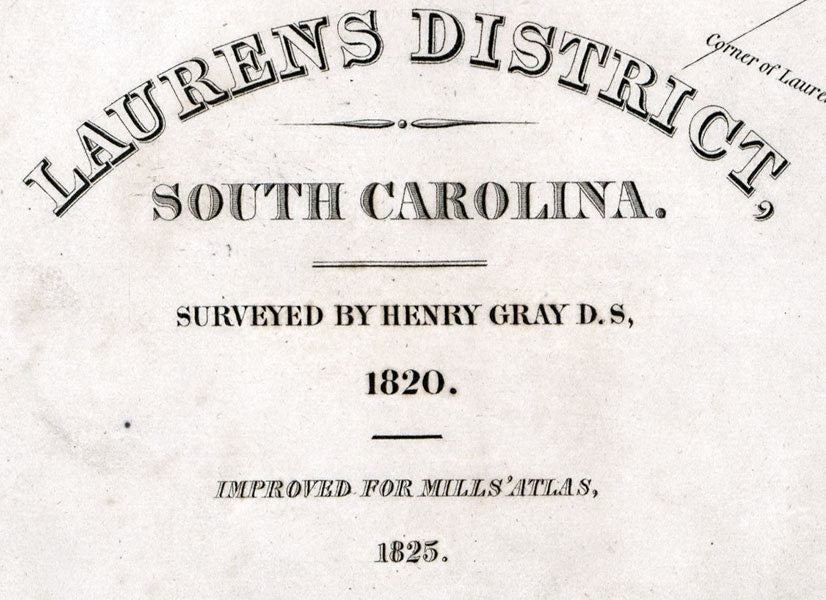 LAURENS DISTRICT,
Corner of Laure
SOUTH CAROLINA.
SURVEYED BY HENRY GRAY D. S,
1820.
IMPROVED FOR MILLS' ATLAS,
1825.